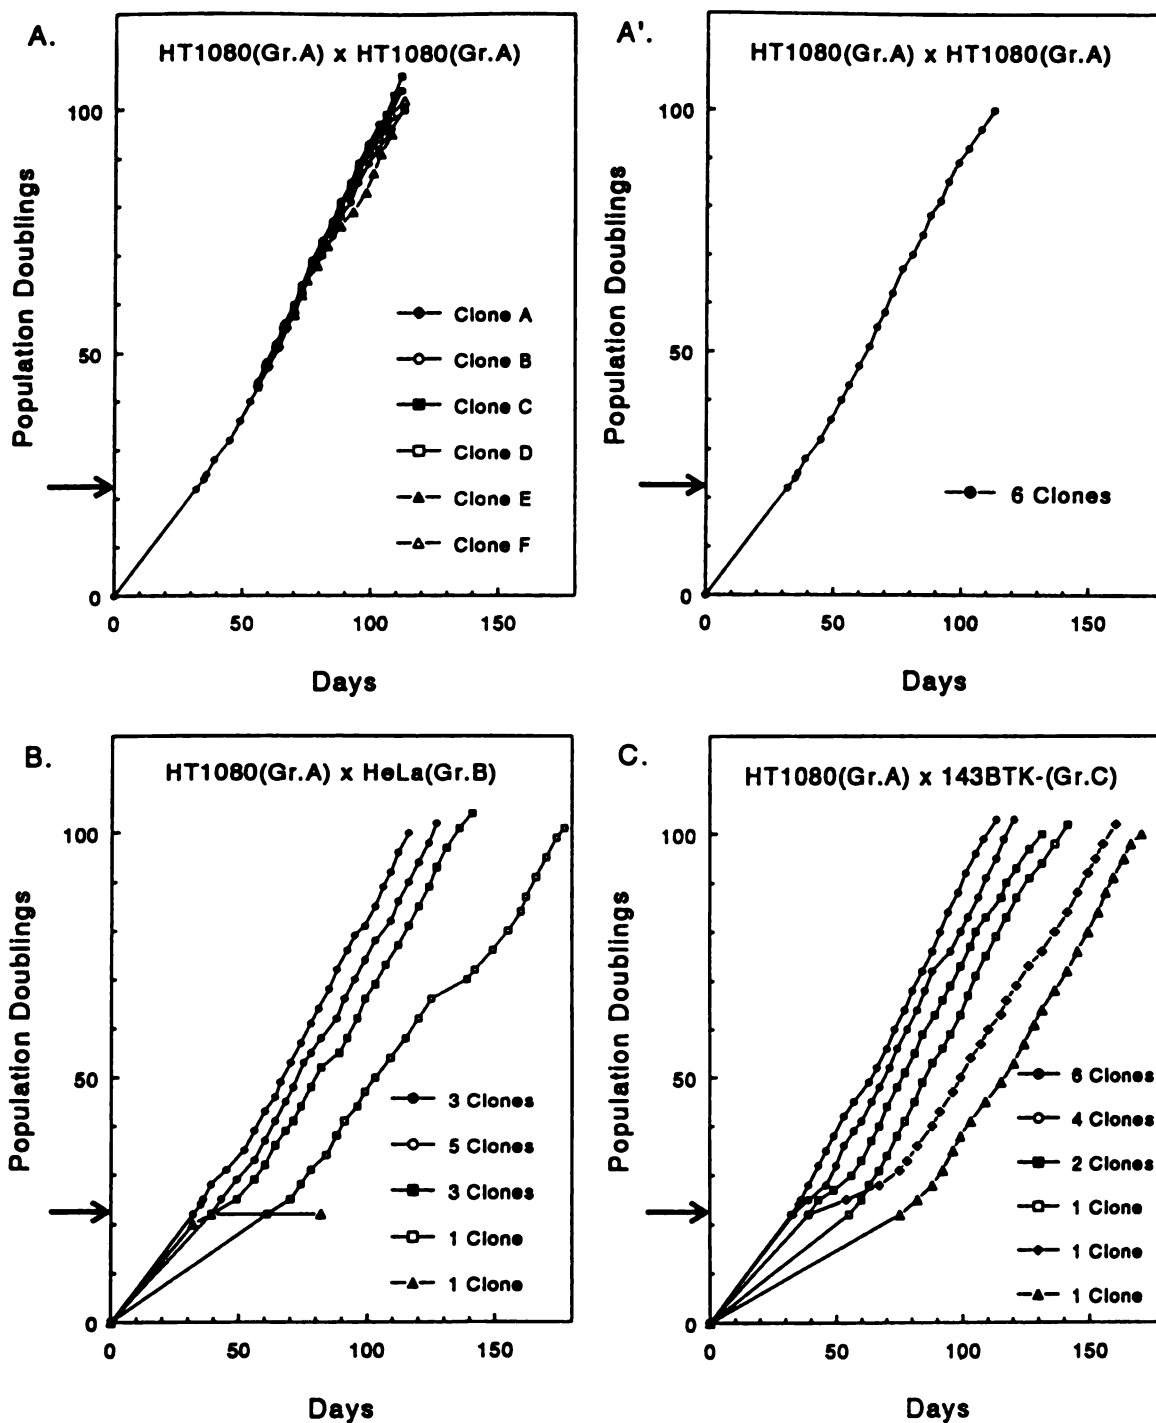 A.
HT1080(Gr.A) x HT1080(Gr.A)
Population Doublings
100
50
0
Clone A
Clone B
Clone C
Clone D
Clone E
Clone F
0 50 100 150
Days
A'.
HT1080(Gr.A) x HT1080(Gr.A)
Population Doublings
100
50
0
6 Clones
0 50 100 150
Days
B.
HT1080(Gr.A) x HeLa(Gr.B)
Population Doublings
100
50
0
3 Clones
5 Clones
3 Clones
1 Clone
1 Clone
0 50 100 150
Days
C.
HT1080(Gr.A) x 143BTK-(Gr.C)
Population Doublings
100
50
0
6 Clones
4 Clones
2 Clones
1 Clone
1 Clone
1 Clone
0 50 100 150
Days